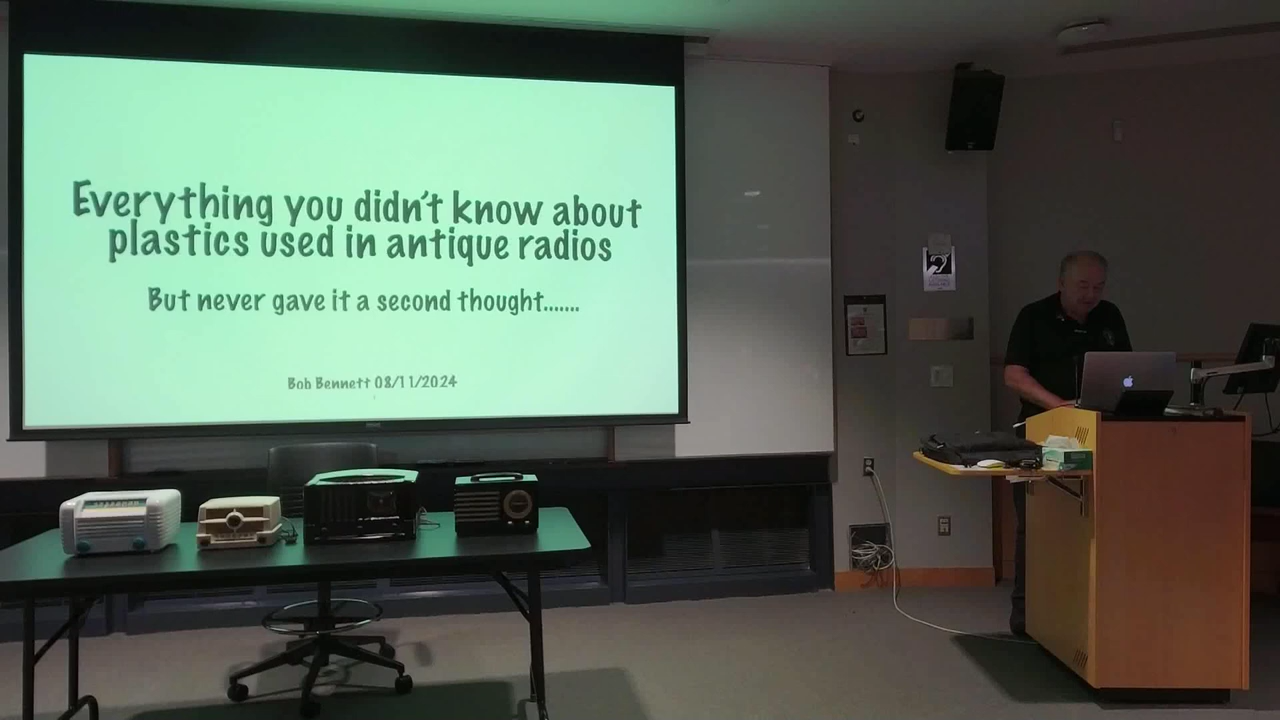 Everything you didn't know about
plastics used in antique radios
But never gave it a second thought.......
Bob Bennett 08/11/2024